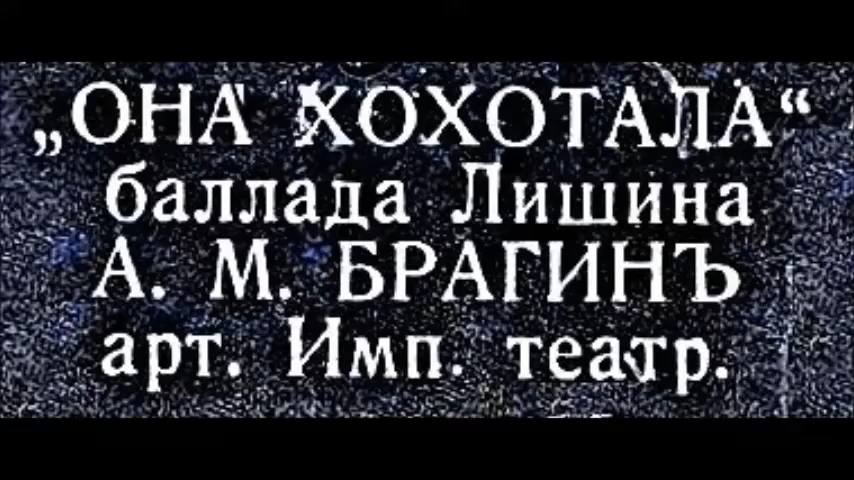 „ОНА ХОХОТАЛА“
баллада Лишина
А. М. БРАГИНЪ
арт. Имп. театр.